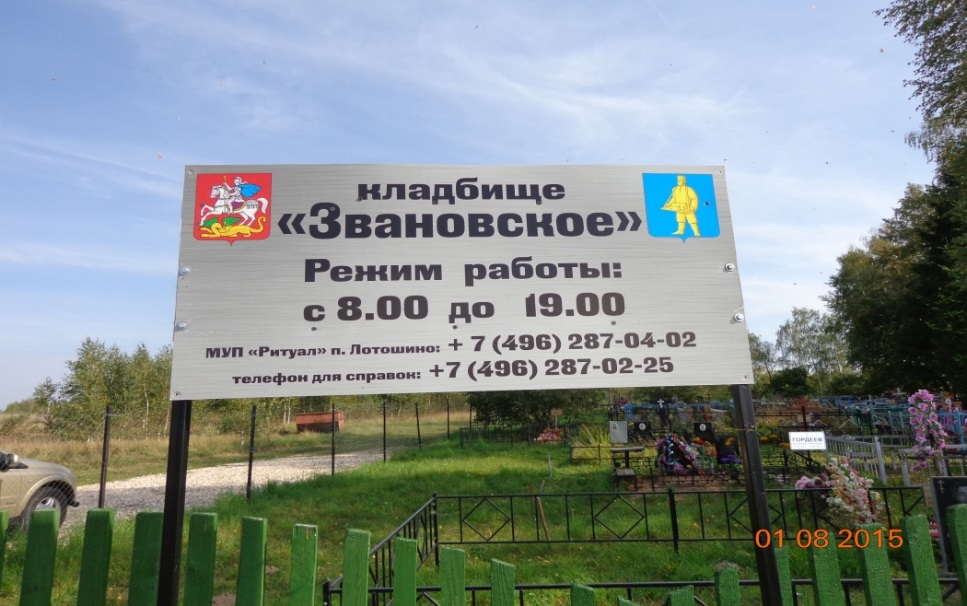 кладбище
«Звановское»
Режим работы:
с 8.00 до 19.00
МУП «Ритуал» п. Лотошино: + 7 (496) 287-04-02
телефон для справок: +7 (496) 287-02-25
ГОРДЕЕВ
01 08 2015